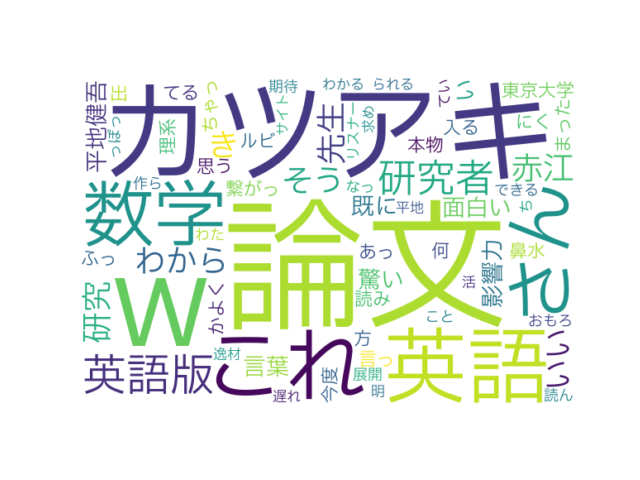 カツアキ
論文
数学
w
これ
英語
さん
英語版
研究者
赤江
先生
そう
わから
研究
平地健吾
出
っぽっ
理系
てる
ちゃっ
き
ルビ
サイト
期待
わかる
られる
リスナー
求め
本物
入る
にく
東京大学
まった
思う
作ら
繋がっ
なっ
既に
平地
面白い
できる
ち
わた
ふっ
かよく
あっ
何
影響力
鼻水
驚い
読み
活
こと
おもろ
いい
方
言っ
言葉
逸材
遅れ
今度
展開
明
読ん